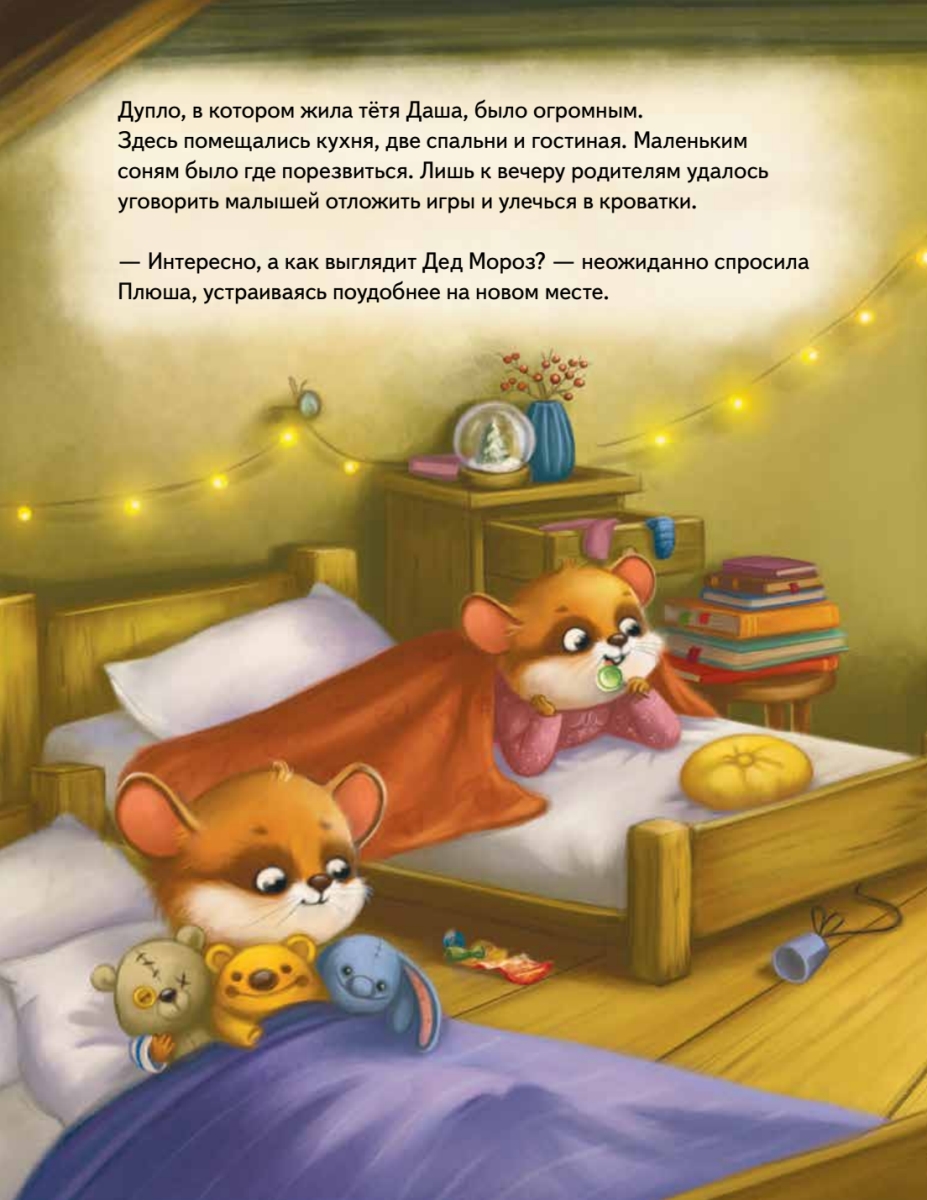 Дупло, в котором жила тётя Даша, было огромным.
Здесь помещались кухня, две спальни и гостиная. Маленьким
соням было где порезвиться. Лишь к вечеру родителям удалось
уговорить малышей отложить игры и улечься в кроватки.
— Интересно, а как выглядит Дед Мороз? — неожиданно спросила
Плюша, устраиваясь поудобнее на новом месте.